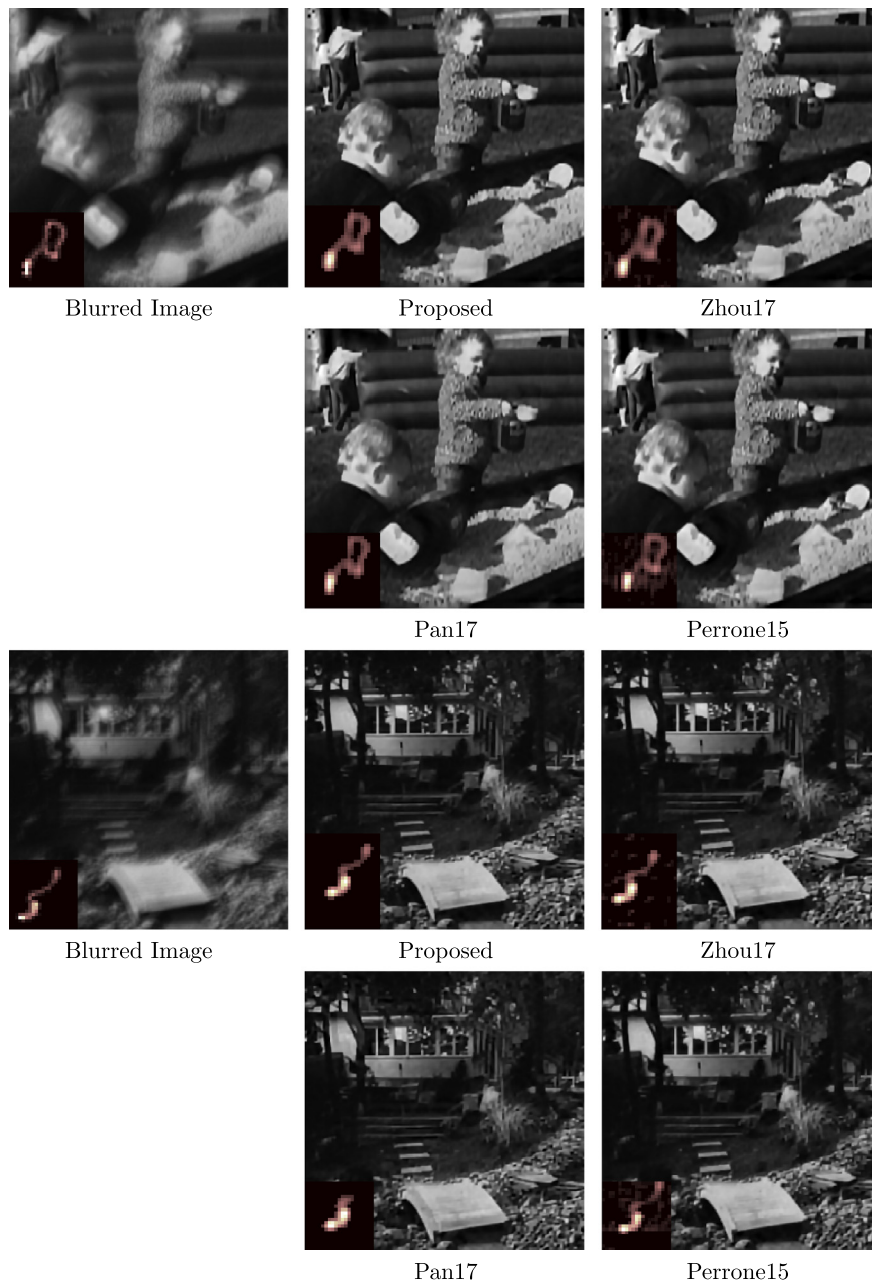 Blurred Image
Proposed
Zhou17
Pan17
Perrone15
Blurred Image
Proposed
Zhou17
Pan17
Perrone15